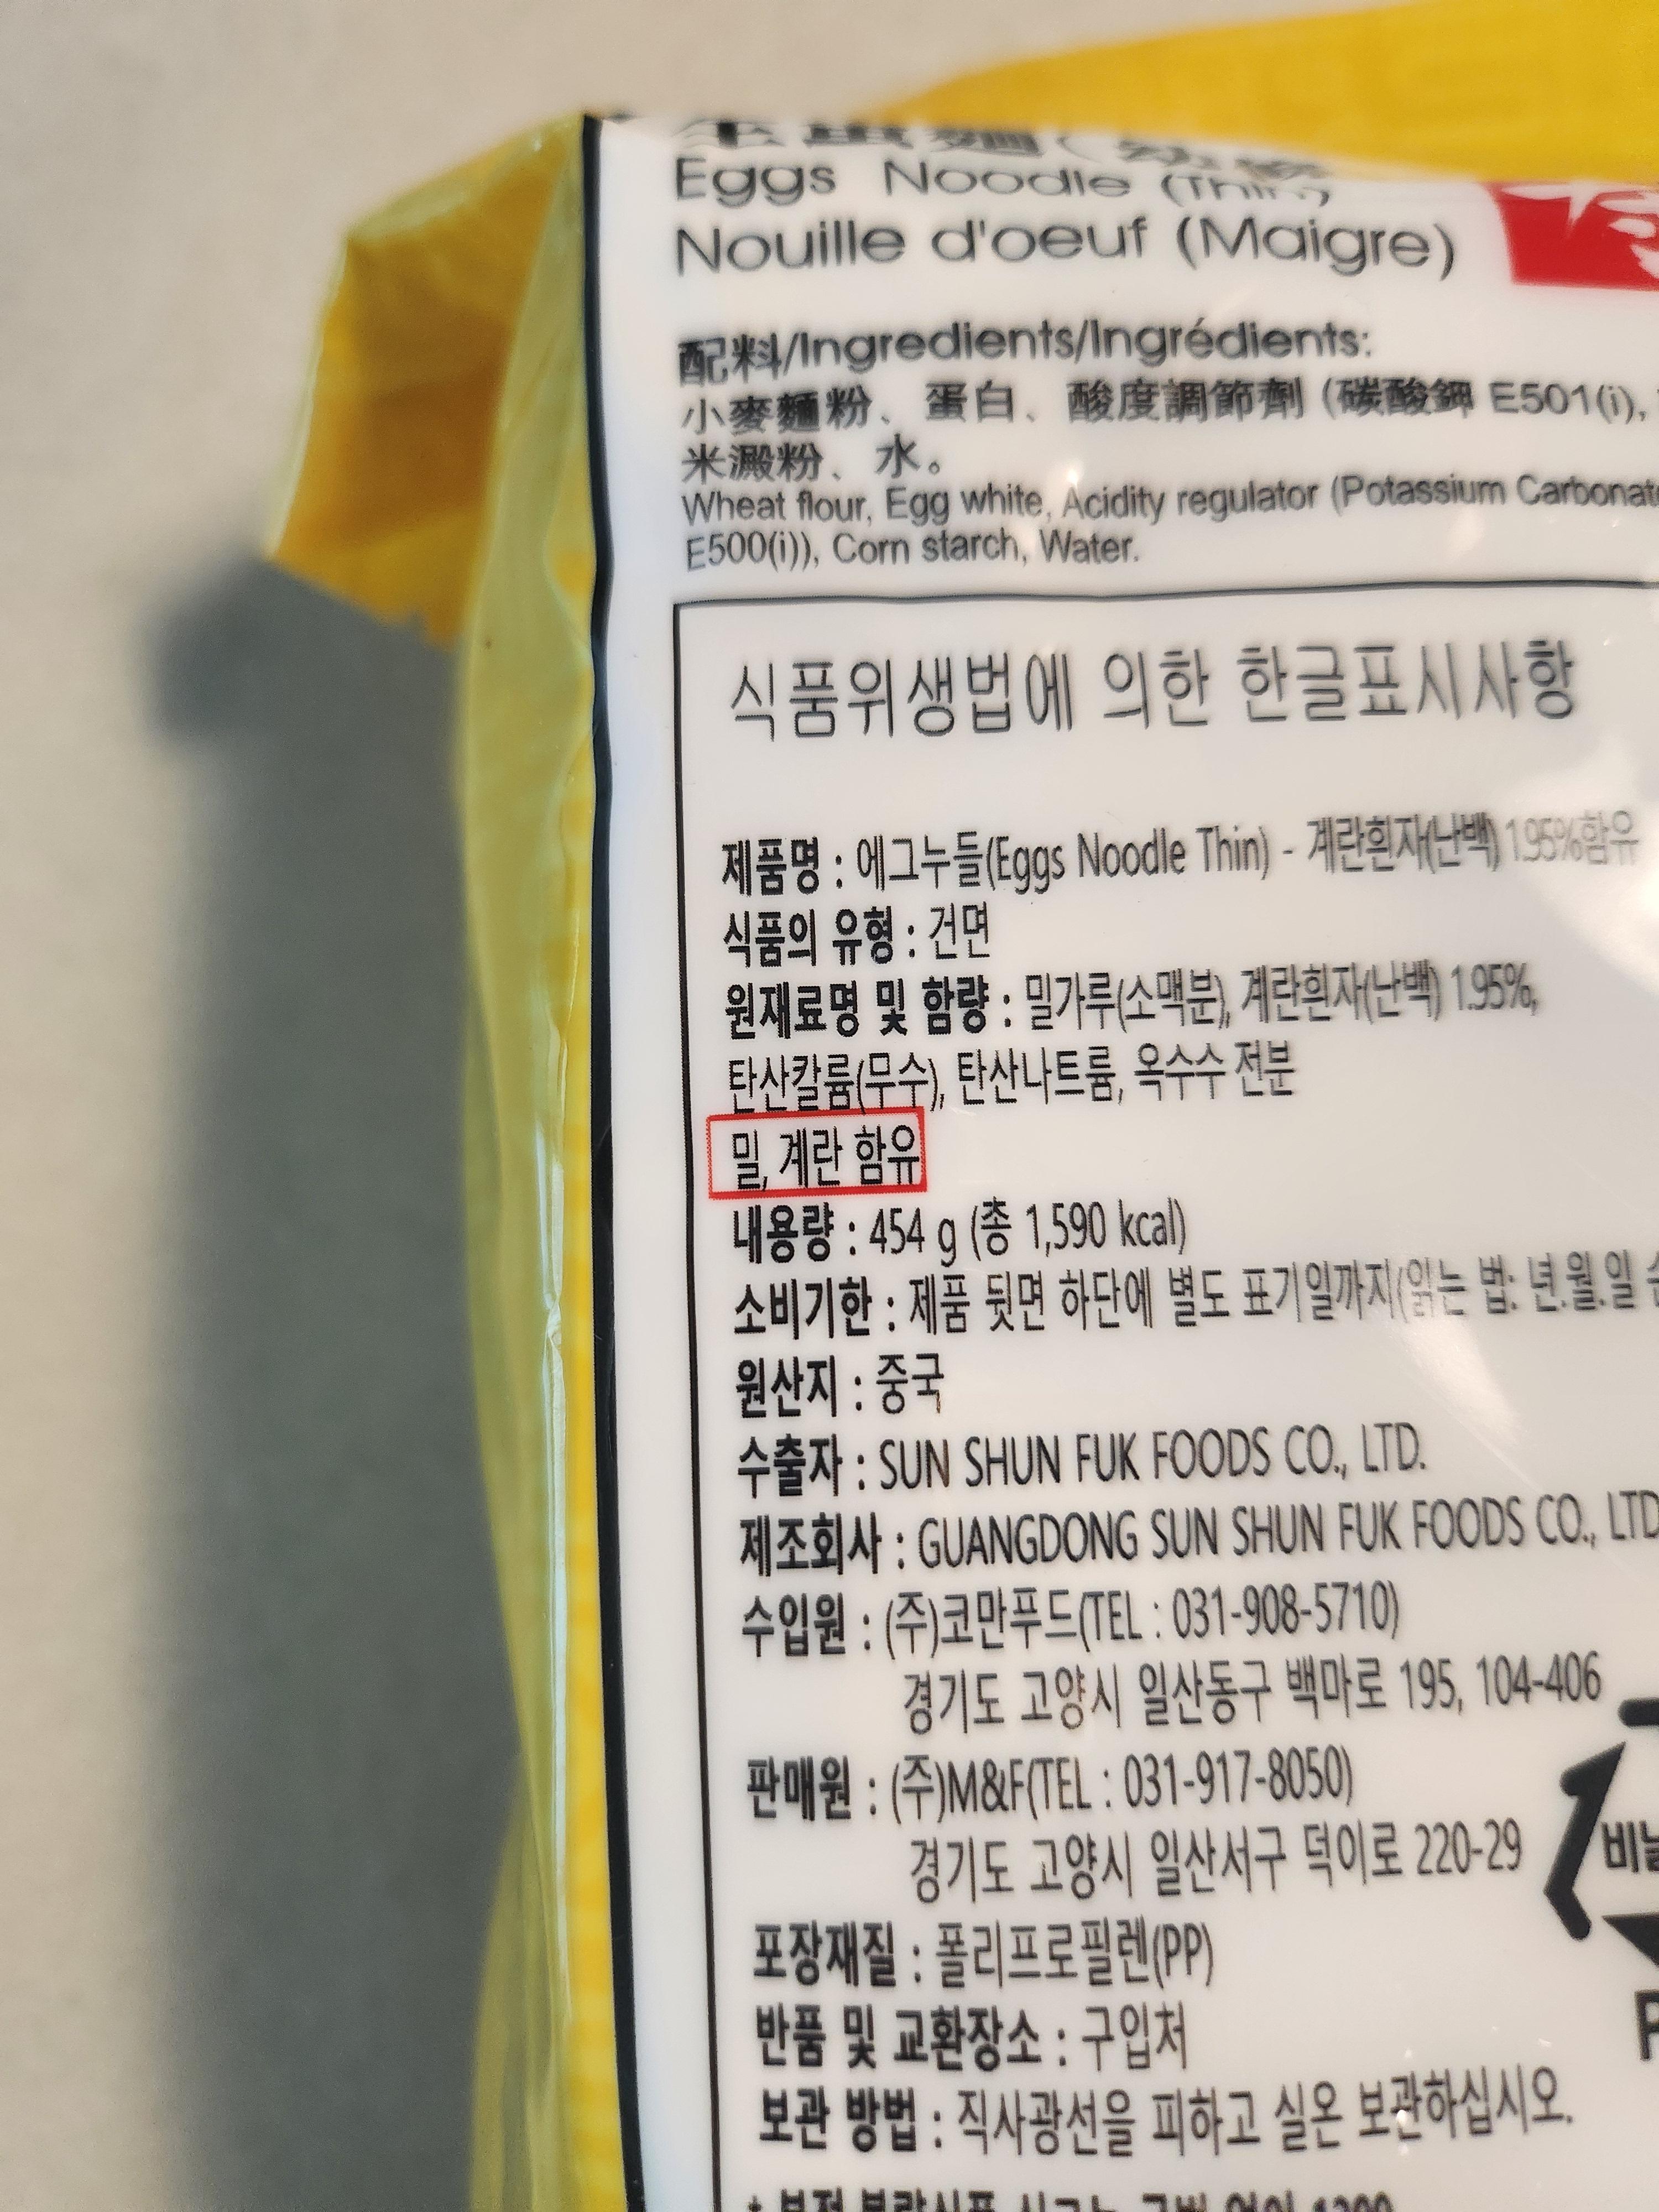 Eggs Noodle (Thin)
Nouille d'oeuf (Maigre)
配料/Ingredients/Ingrédients:
小麥麵粉、蛋白、酸度調節劑 (碳酸鉀 E501(i),
米澱粉、水。
Wheat flour, Egg white, Acidity regulator (Potassium Carbonate
E500(i)), Corn starch, Water.
식품위생법에 의한 한글표시사항
제품명 : 에그누들(Eggs Noodle Thin) - 계란흰자(난백) 1.95%함유
식품의 유형 : 건면
원재료명 및 함량 : 밀가루(소맥분), 계란흰자(난백) 1.95%,
탄산칼륨(무수), 탄산나트륨, 옥수수 전분
밀, 계란 함유
내용량 : 454 g (총 1,590 kcal)
소비기한 : 제품 뒷면 하단에 별도 표기일까지(읽는 법: 년.월.일
원산지 : 중국
수출자 : SUN SHUN FUK FOODS CO., LTD.
제조회사 : GUANGDONG SUN SHUN FUK FOODS CO., LTD
수입원 : (주)코만푸드(TEL : 031-908-5710)
경기도 고양시 일산동구 백마로 195, 104-406
판매원 : (주)M&F(TEL : 031-917-8050)
경기도 고양시 일산서구 덕이로 220-29
포장재질 : 폴리프로필렌(PP)
반품 및 교환장소 : 구입처
보관 방법 : 직사광선을 피하고 실온 보관하십시오.